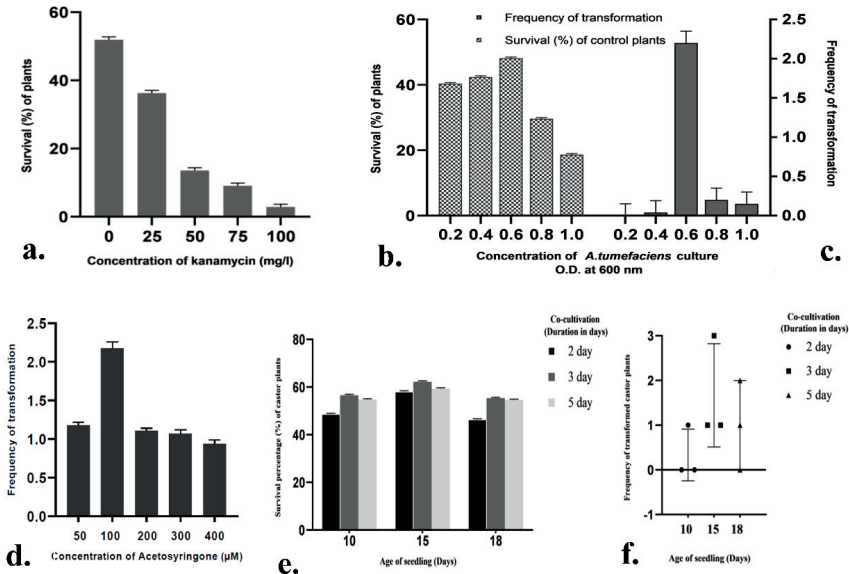 60
40
20
0
Survival (%) of plants
0 25 50 75 100
Concentration of kanamycin (mg/l)
a.
Frequency of transformation
Survival (%) of control plants
60
40
20
0
Survival (%) of plants
2.5
2.0
1.5
1.0
0.5
0.0
Frequency of transformation
0.2 0.4 0.6 0.8 1.0 0.2 0.4 0.6 0.8 1.0
Concentration of A.tumefaciens culture
O.D. at 600 nm
b.
c.
2.5
2.0
1.5
1.0
0.5
0.0
Frequency of transformation
50 100 200 300 400
Concentration of Acetosyringone (μM)
d.
Co-cultivation
(Duration in days)
2 day
3 day
5 day
80
60
40
20
0
Survival percentage (%) of castor plants
10 15 18
Age of seedling (Days)
e.
Co-cultivation
(Duration in days)
2 day
3 day
5 day
3
2
1
0
-1
Frequency of transformed castor plants
10 15 18
Age of seedling (Days)
f.